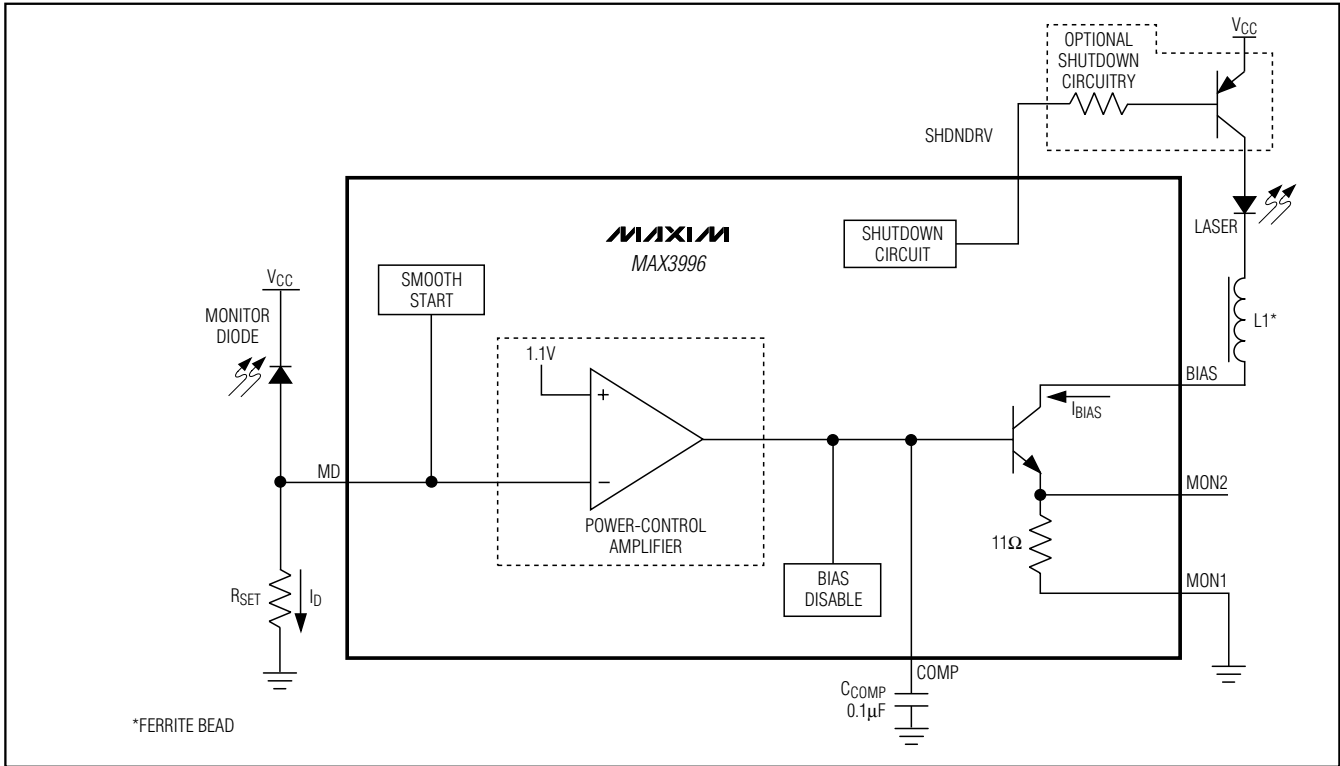 VCC
OPTIONAL
SHUTDOWN
CIRCUITRY
SHDNDRV
MAXIM
MAX3996
SHUTDOWN
CIRCUIT
LASER
VCC
SMOOTH
START
MONITOR
DIODE
L1*
1.1V
BIAS
+
IBIAS
MD
−
MON2
POWER-CONTROL
AMPLIFIER
11Ω
BIAS
DISABLE
MON1
RSET
ID
COMP
CCOMP
0.1µF
*FERRITE BEAD